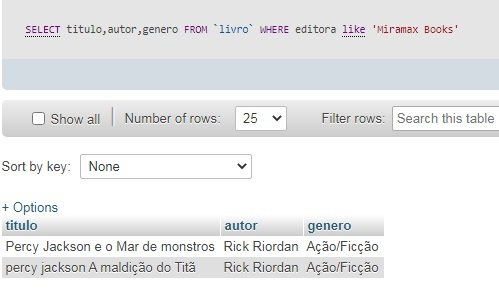 SELECT titulo,autor,genero FROM `livro` WHERE editora like 'Miramax Books'
Show all Number of rows: 25 Filter rows: Search this table
Sort by key: None
+ Options
titulo autor genero
Percy Jackson e o Mar de monstros Rick Riordan Ação/Ficção
percy jackson A maldição do Titã Rick Riordan Ação/Ficção